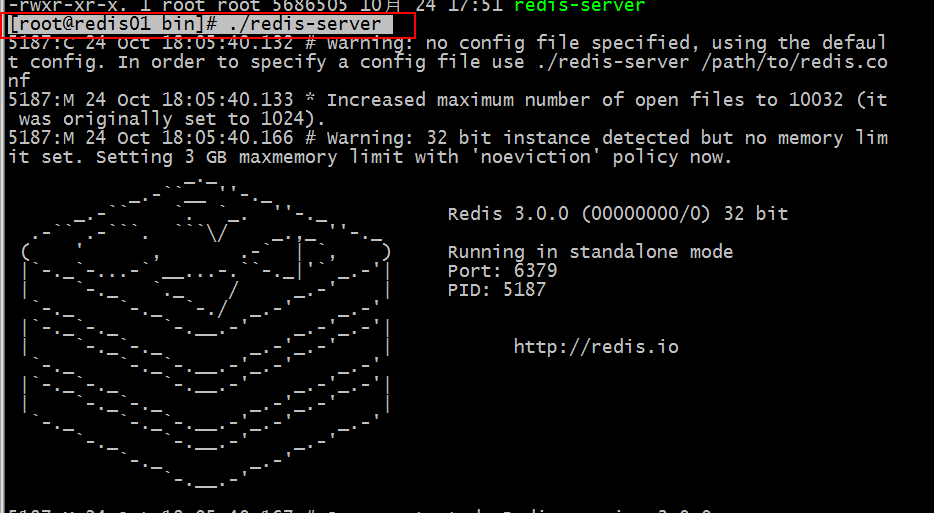 -rwxr-xr-x. 1 root root 5686505 10月 24 17:51 redis-server
[root@redis01 bin]# ./redis-server
5187:C 24 Oct 18:05:40.132 # Warning: no config file specified, using the defaul
t config. In order to specify a config file use ./redis-server /path/to/redis.co
nf
5187:M 24 Oct 18:05:40.133 * Increased maximum number of open files to 10032 (it
was originally set to 1024).
5187:M 24 Oct 18:05:40.166 # Warning: 32 bit instance detected but no memory lim
it set. Setting 3 GB maxmemory limit with 'noeviction' policy now.
Redis 3.0.0 (00000000/0) 32 bit
Running in standalone mode
Port: 6379
PID: 5187
http://redis.io